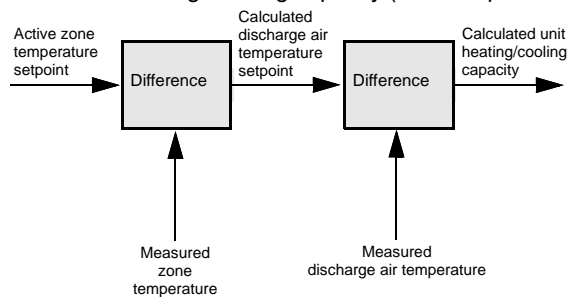 Active zone
temperature
setpoint
Difference
Calculated
discharge air
temperature
setpoint
Difference
Calculated unit
heating/cooling
capacity
Measured
zone
temperature
Measured
discharge air temperature